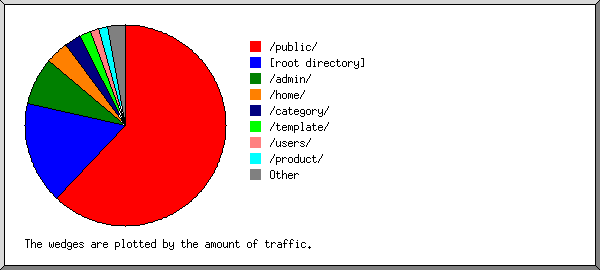 /public/
[root directory]
/admin/
/home/
/category/
/template/
/users/
/product/
Other
The wedges are plotted by the amount of traffic.